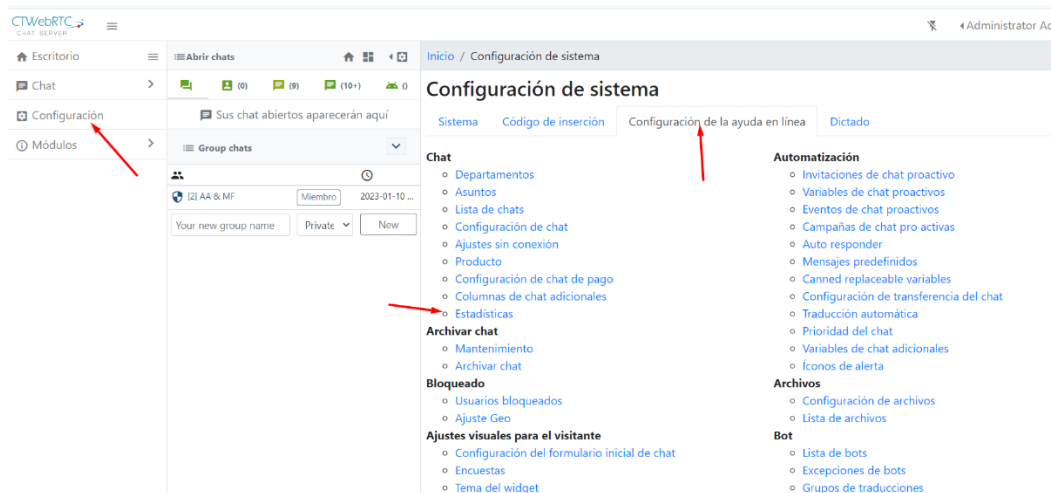 CTWebRTC
CHAT SERVER
Administrator Ad
Escritorio
Chat
Configuración
Módulos
Abrir chats
(0) (9) (10+) 0
Sus chat abiertos aparecerán aquí
Group chats
[2] AA & MF Miembro 2023-01-10 ...
Your new group name Private New
Inicio / Configuración de sistema
Configuración de sistema
Sistema Código de inserción Configuración de la ayuda en línea Dictado
Chat
Departamentos
Asuntos
Lista de chats
Configuración de chat
Ajustes sin conexión
Producto
Configuración de chat de pago
Columnas de chat adicionales
Estadísticas
Archivar chat
Mantenimiento
Archivar chat
Bloqueado
Usuarios bloqueados
Ajuste Geo
Ajustes visuales para el visitante
Configuración del formulario inicial de chat
Encuestas
Tema del widget
Automatización
Invitaciones de chat proactivo
Variables de chat proactivos
Eventos de chat proactivos
Campañas de chat pro activas
Auto responder
Mensajes predefinidos
Canned replaceable variables
Configuración de transferencia del chat
Traducción automática
Prioridad del chat
Variables de chat adicionales
Íconos de alerta
Archivos
Configuración de archivos
Lista de archivos
Bot
Lista de bots
Excepciones de bots
Grupos de traducciones